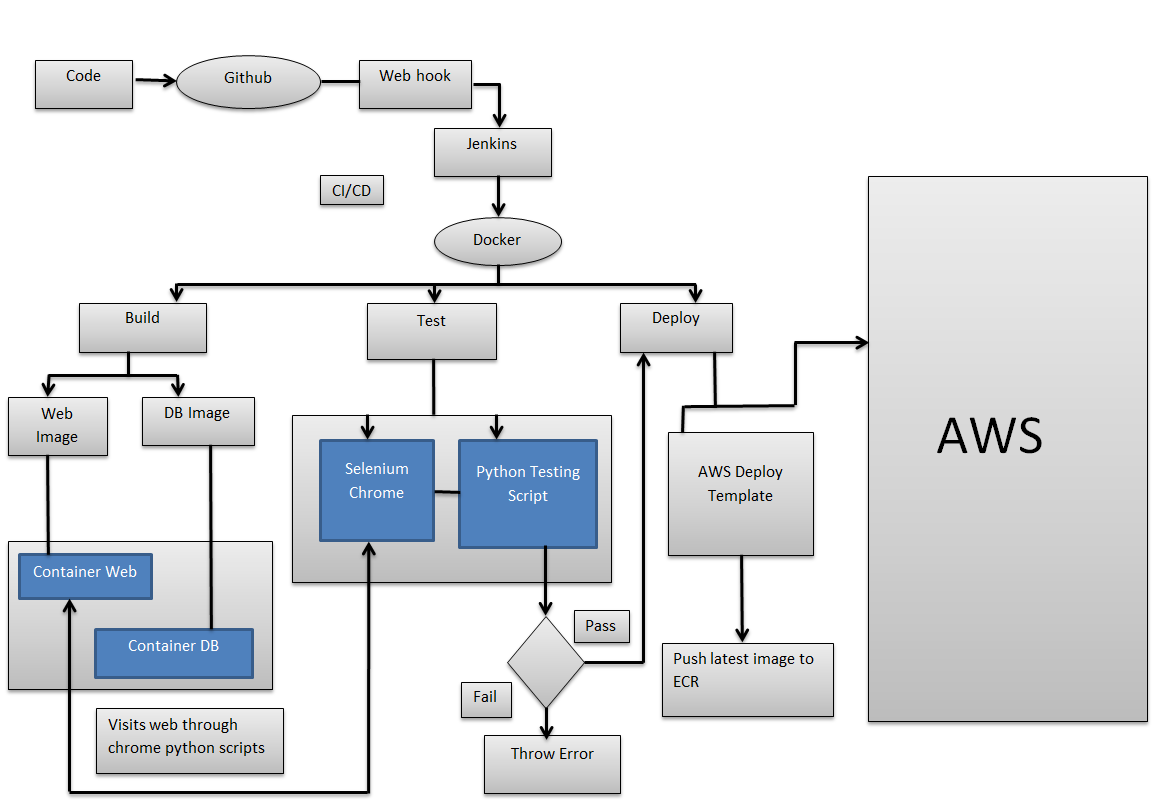 Code
Github
Web hook
Jenkins
CI/CD
Docker
Build
Test
Deploy
Web
Image
DB Image
Selenium
Chrome
Python Testing
Script
AWS Deploy
Template
AWS
Container Web
Container DB
Pass
Fail
Push latest image to
ECR
Visits web through
chrome python scripts
Throw Error